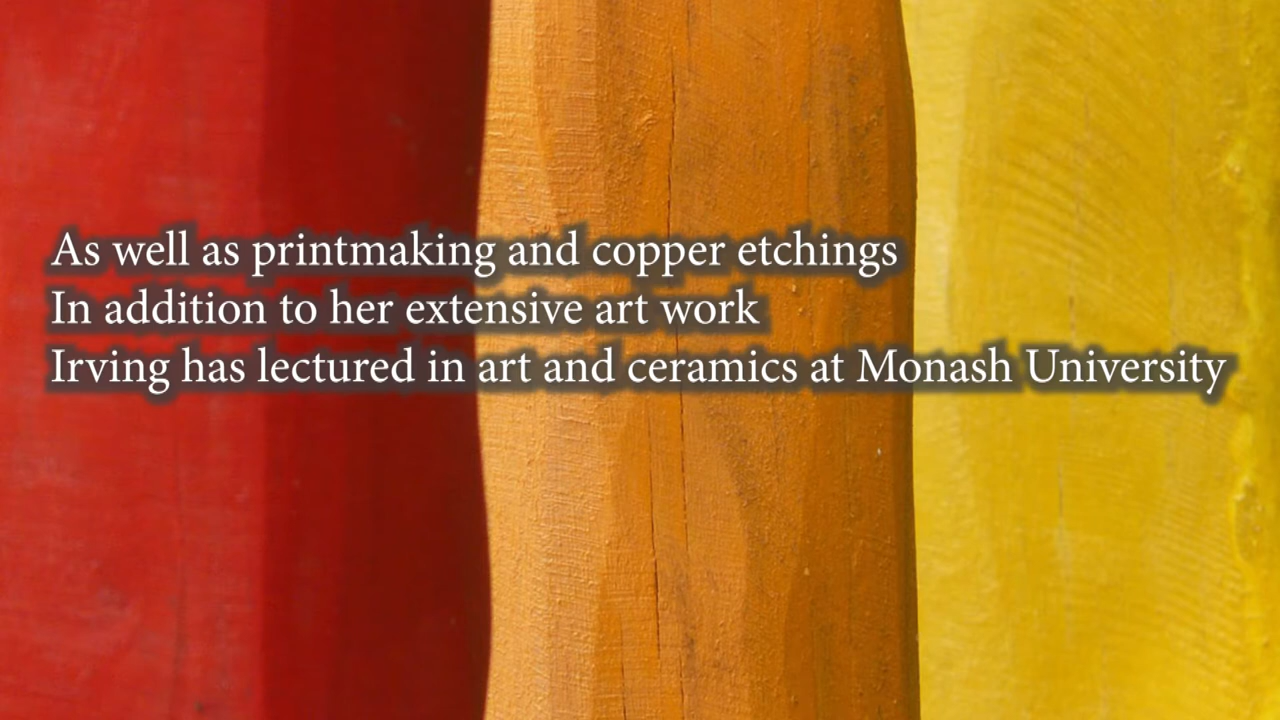 As well as printmaking and copper etchings
In addition to her extensive art work
Irving has lectured in art and ceramics at Monash University